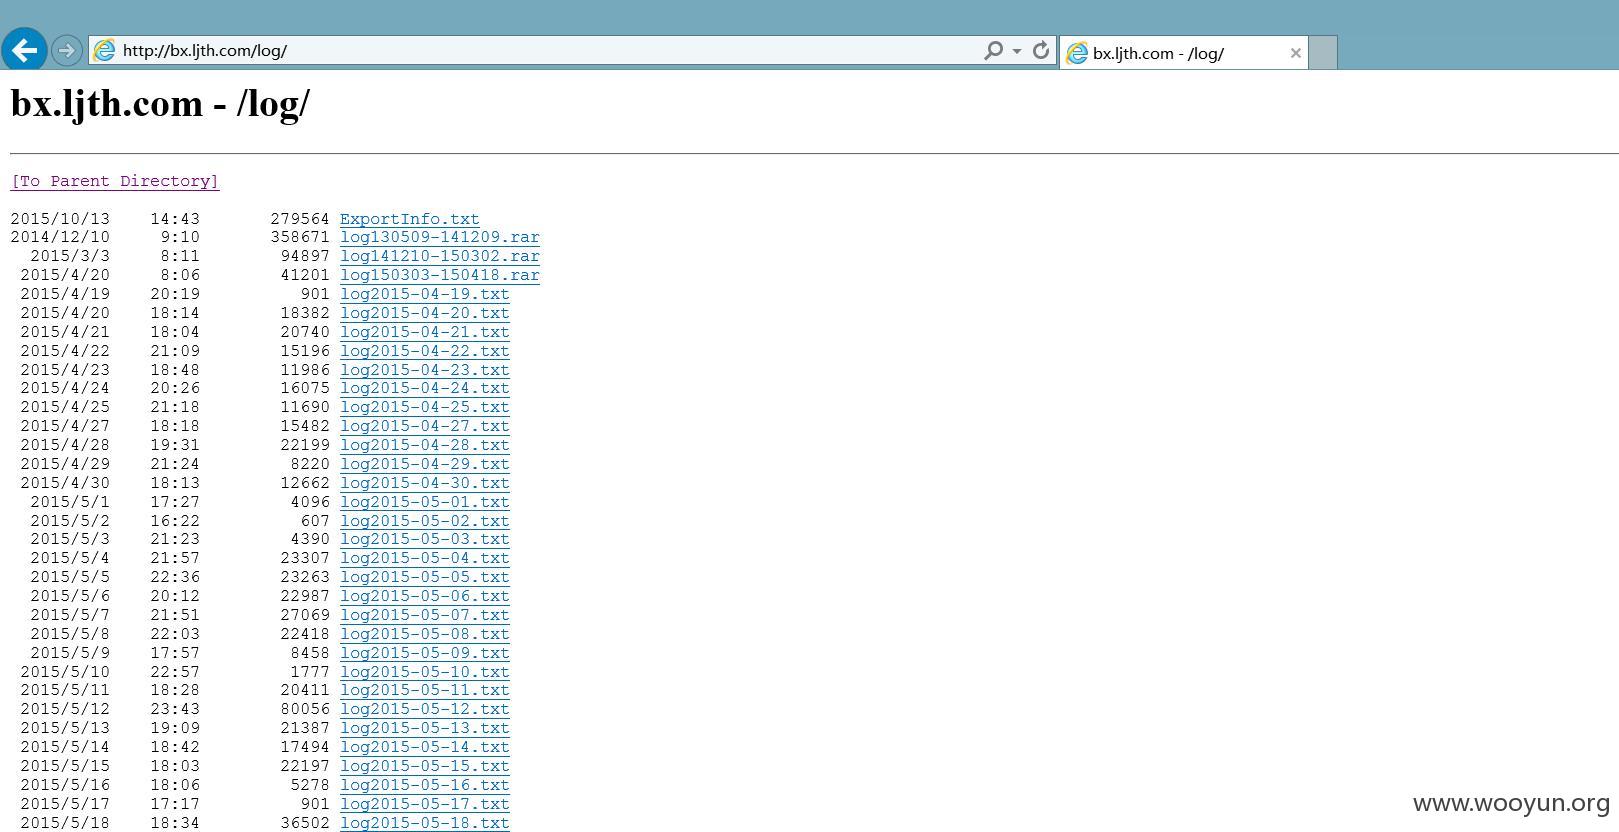 http://bx.ljth.com/log/
bx.ljth.com - /log/
bx.ljth.com - /log/
[To Parent Directory]
2015/10/13 14:43 279564 ExportInfo.txt
2014/12/10 9:10 358671 log130509-141209.rar
2015/3/3 8:11 94897 log141210-150302.rar
2015/4/20 8:06 41201 log150303-150418.rar
2015/4/19 20:19 901 log2015-04-19.txt
2015/4/20 18:14 18382 log2015-04-20.txt
2015/4/21 18:04 20740 log2015-04-21.txt
2015/4/22 21:09 15196 log2015-04-22.txt
2015/4/23 18:48 11986 log2015-04-23.txt
2015/4/24 20:26 16075 log2015-04-24.txt
2015/4/25 21:18 11690 log2015-04-25.txt
2015/4/27 18:18 15482 log2015-04-27.txt
2015/4/28 19:31 22199 log2015-04-28.txt
2015/4/29 21:24 8220 log2015-04-29.txt
2015/4/30 18:13 12662 log2015-04-30.txt
2015/5/1 17:27 4096 log2015-05-01.txt
2015/5/2 16:22 607 log2015-05-02.txt
2015/5/3 21:23 4390 log2015-05-03.txt
2015/5/4 21:57 23307 log2015-05-04.txt
2015/5/5 22:36 23263 log2015-05-05.txt
2015/5/6 20:12 22987 log2015-05-06.txt
2015/5/7 21:51 27069 log2015-05-07.txt
2015/5/8 22:03 22418 log2015-05-08.txt
2015/5/9 17:57 8458 log2015-05-09.txt
2015/5/10 22:57 1777 log2015-05-10.txt
2015/5/11 18:28 20411 log2015-05-11.txt
2015/5/12 23:43 80056 log2015-05-12.txt
2015/5/13 19:09 21387 log2015-05-13.txt
2015/5/14 18:42 17494 log2015-05-14.txt
2015/5/15 18:03 22197 log2015-05-15.txt
2015/5/16 18:06 5278 log2015-05-16.txt
2015/5/17 17:17 901 log2015-05-17.txt
2015/5/18 18:34 36502 log2015-05-18.txt
www.wooyun.org